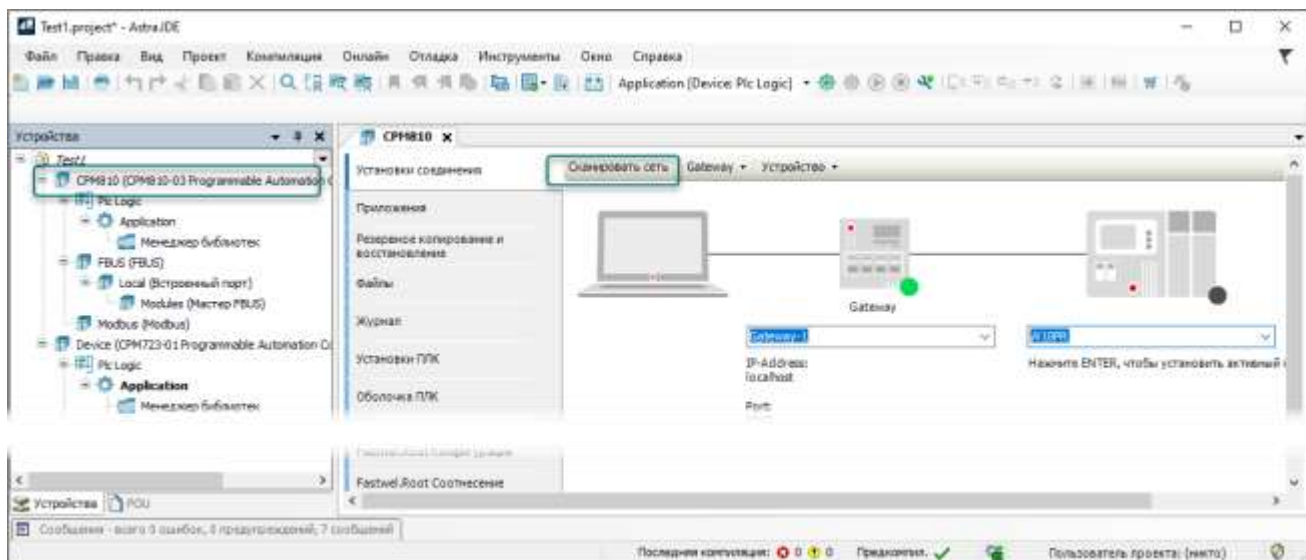 Test1.project* - Astra.IDE
Файл Правка Вид Проект Компиляция Онлайн Отладка Инструменты Окно Справка
Application [Device: Plc Logic]
Устройства
CPM810
Test1
CPM810 (CPM810-03 Programmable Automation C
Plc Logic
Application
Менеджер библиотек
FBUS (FBUS)
Local (Встроенный порт)
Modules (Мастер FBUS)
Modbus (Modbus)
Device (CPM723-01 Programmable Automation Co
Plc Logic
Application
Менеджер библиотек
Установки соединения
Приложения
Резервное копирование и
восстановление
Файлы
Журнал
Установки ПЛК
Оболочка ПЛК
Fastwel.Root Соотнесение
Сканировать сеть Gateway Устройство
Gateway
Gateway-1
IP-Address:
localhost
Port:
Нажмите ENTER, чтобы установить активный
Устройства POU
Сообщения - всего 0 ошибок, 0 предупреждений, 7 сообщений
Последняя компиляция: 0 0 Предкомпил. Пользователь проекта: (никто)